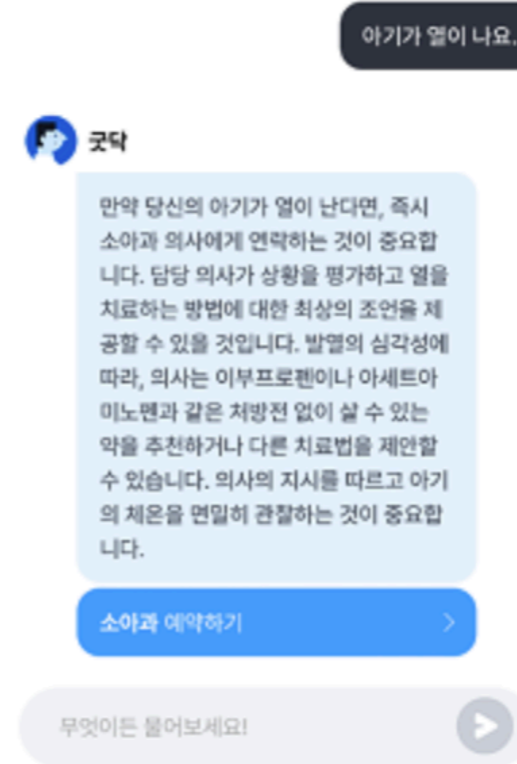 아기가 열이 나요.
굿닥
만약 당신의 아기가 열이 난다면, 즉시
소아과 의사에게 연락하는 것이 중요합
니다. 담당 의사가 상황을 평가하고 열을
치료하는 방법에 대한 최상의 조언을 제
공할 수 있을 것입니다. 발열의 심각성에
따라, 의사는 이부프로펜이나 아세트아
미노펜과 같은 처방전 없이 살 수 있는
약을 추천하거나 다른 치료법을 제안할
수 있습니다. 의사의 지시를 따르고 아기
의 체온을 면밀히 관찰하는 것이 중요합
니다.
소아과 예약하기
무엇이든 물어보세요!